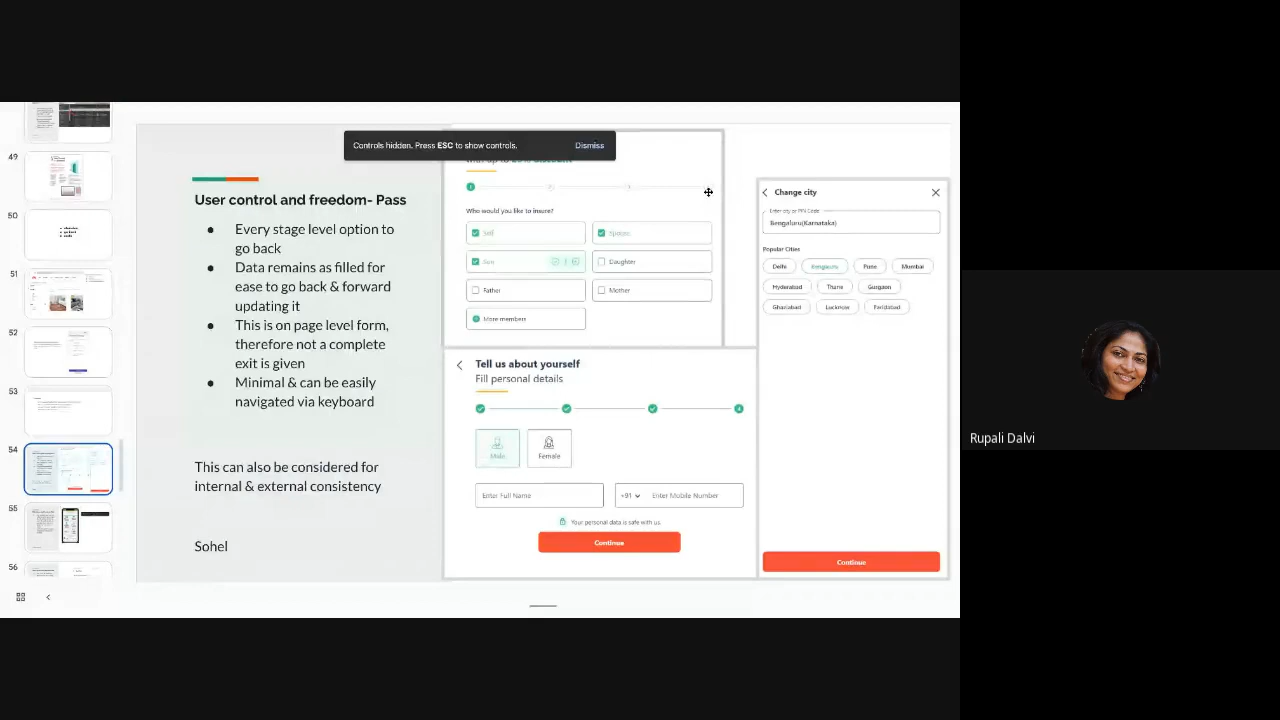 49
50
51
52
53
54
55
56
Controls hidden. Press ESC to show controls.
Dismiss
User control and freedom- Pass
● Every stage level option to
go back
● Data remains as filled for
ease to go back & forward
updating it
● This is on page level form,
therefore not a complete
exit is given
● Minimal & can be easily
navigated via keyboard
This can also be considered for
internal & external consistency
Sohel
Who would you like to insure?
Self
Spouse
Son
Daughter
Father
Mother
More members
Tell us about yourself
Fill personal details
4
Male
Female
Enter Full Name
+91
Enter Mobile Number
Your personal data is safe with us.
Continue
Change city
Enter city or PIN Code
Bengaluru(Karnataka)
Popular Cities
Delhi
Bengaluru
Pune
Mumbai
Hyderabad
Thane
Gurgaon
Ghaziabad
Lucknow
Faridabad
Continue
Rupali Dalvi